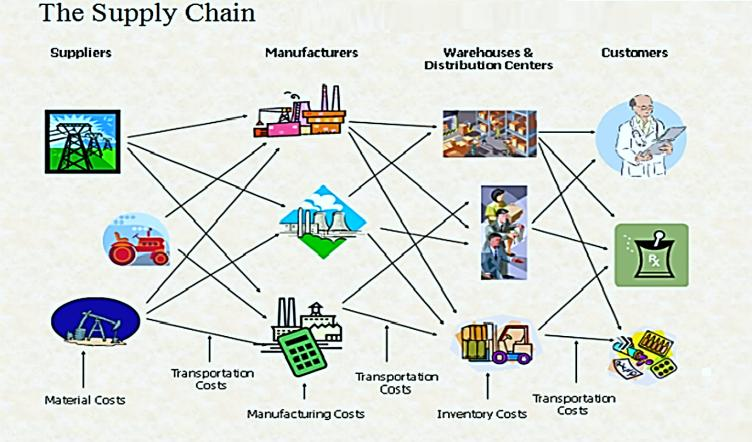 The Supply Chain
Suppliers
Manufacturers
Warehouses &
Distribution Centers
Customers
Rx
Material Costs
Transportation
Costs
Manufacturing Costs
Transportation
Costs
Inventory Costs
Transportation
Costs